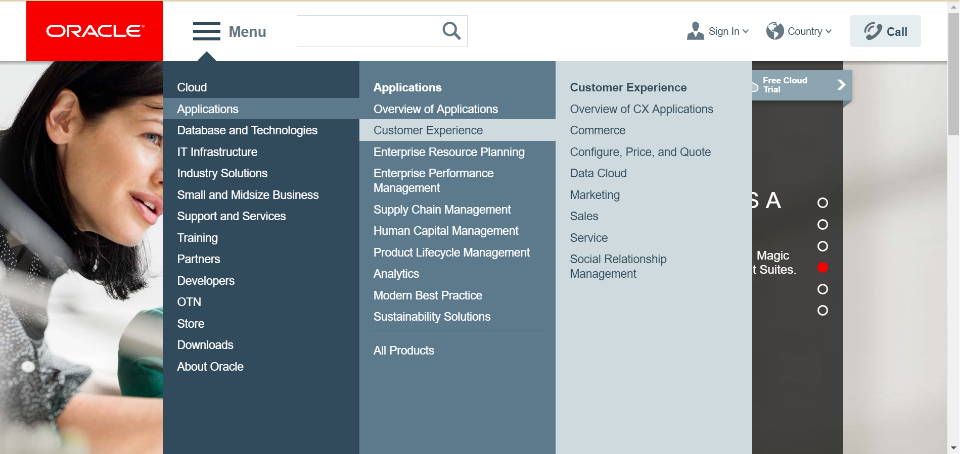 ORACLE
Menu
Sign In
Country
Call
Cloud
Applications
Database and Technologies
IT Infrastructure
Industry Solutions
Small and Midsize Business
Support and Services
Training
Partners
Developers
OTN
Store
Downloads
About Oracle
Applications
Overview of Applications
Customer Experience
Enterprise Resource Planning
Enterprise Performance
Management
Supply Chain Management
Human Capital Management
Product Lifecycle Management
Analytics
Modern Best Practice
Sustainability Solutions
All Products
Customer Experience
Overview of CX Applications
Commerce
Configure, Price, and Quote
Data Cloud
Marketing
Sales
Service
Social Relationship
Management
Free Cloud
Trial
S A
Magic
t Suites.